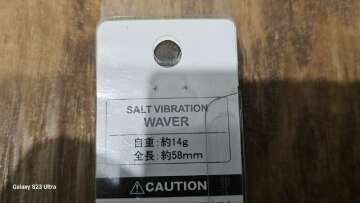 SALT VIBRATION
WAVER
自重:約14g
全長:約58mm
⚠CAUTION
Galaxy S23 Ultra